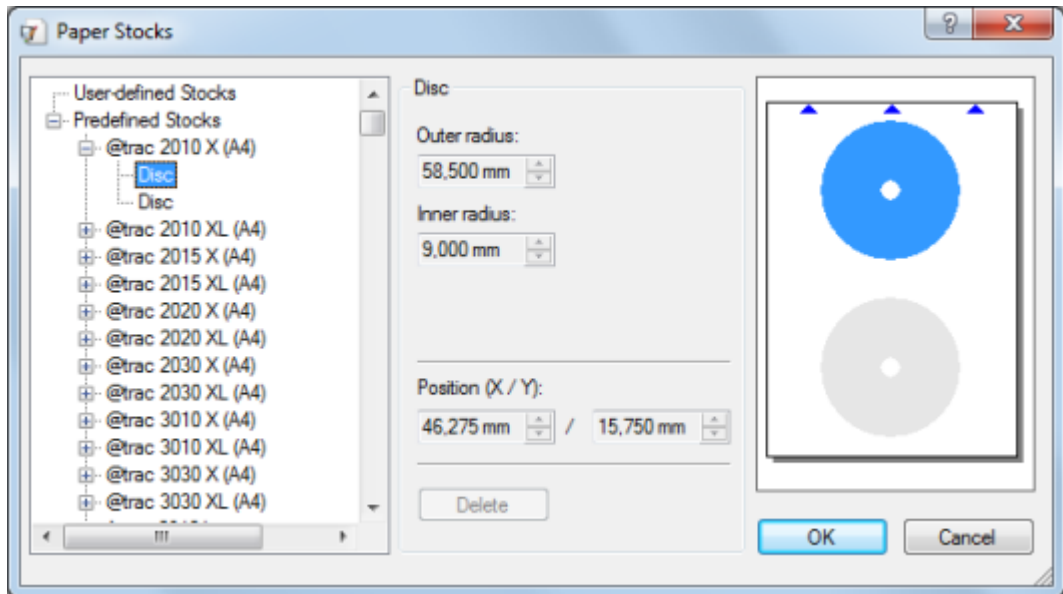 Paper Stocks
User-defined Stocks
Predefined Stocks
@trac 2010 X (A4)
Disc
Disc
@trac 2010 XL (A4)
@trac 2015 X (A4)
@trac 2015 XL (A4)
@trac 2020 X (A4)
@trac 2020 XL (A4)
@trac 2030 X (A4)
@trac 2030 XL (A4)
@trac 3010 X (A4)
@trac 3010 XL (A4)
@trac 3030 X (A4)
@trac 3030 XL (A4)
Disc
Outer radius:
58,500 mm
Inner radius:
9,000 mm
Position (X / Y):
46,275 mm / 15,750 mm
Delete
OK Cancel